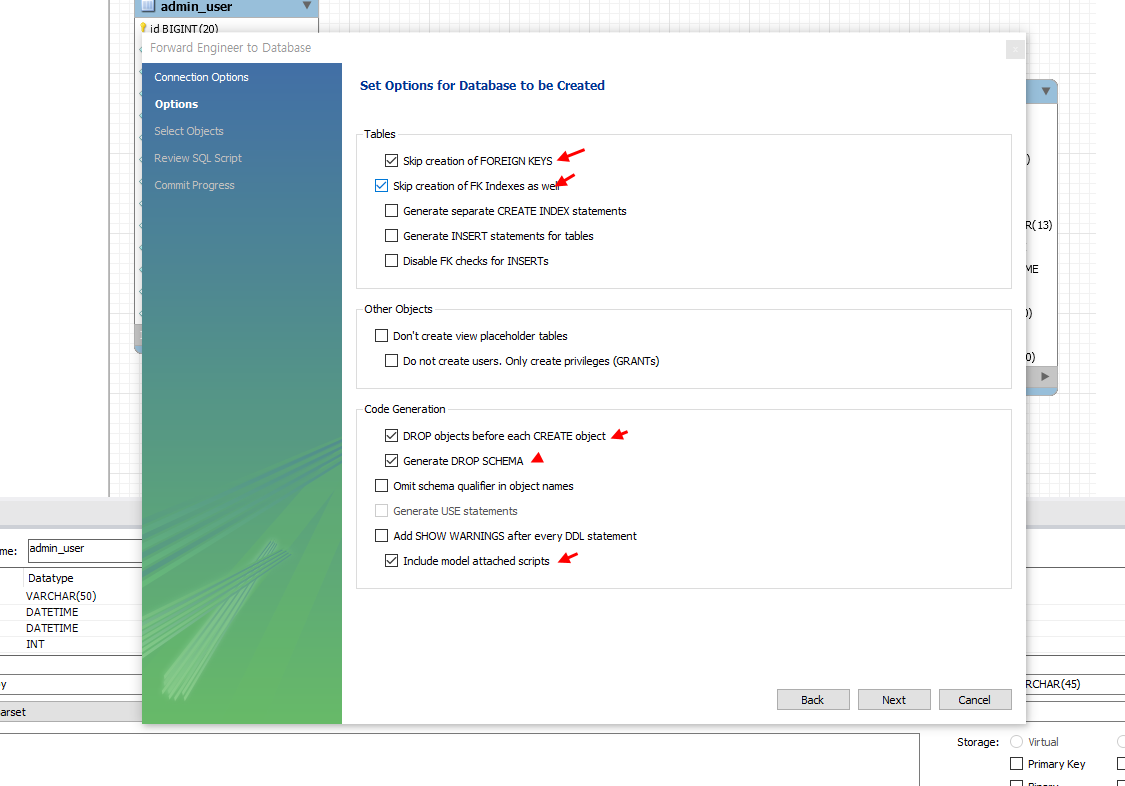 admin_user
id BIGINT(20)
Forward Engineer to Database
Connection Options
Options
Select Objects
Review SQL Script
Commit Progress
Set Options for Database to be Created
Tables
Skip creation of FOREIGN KEYS
Skip creation of FK Indexes as well
Generate separate CREATE INDEX statements
Generate INSERT statements for tables
Disable FK checks for INSERTs
Other Objects
Don't create view placeholder tables
Do not create users. Only create privileges (GRANTs)
Code Generation
DROP objects before each CREATE object
Generate DROP SCHEMA
Omit schema qualifier in object names
Generate USE statements
Add SHOW WARNINGS after every DDL statement
Include model attached scripts
Back Next Cancel
)
R(13)
ME
0)
0)
me: admin_user
Datatype
VARCHAR(50)
DATETIME
DATETIME
INT
y
arset
RCHAR(45)
Storage: Virtual
Primary Key